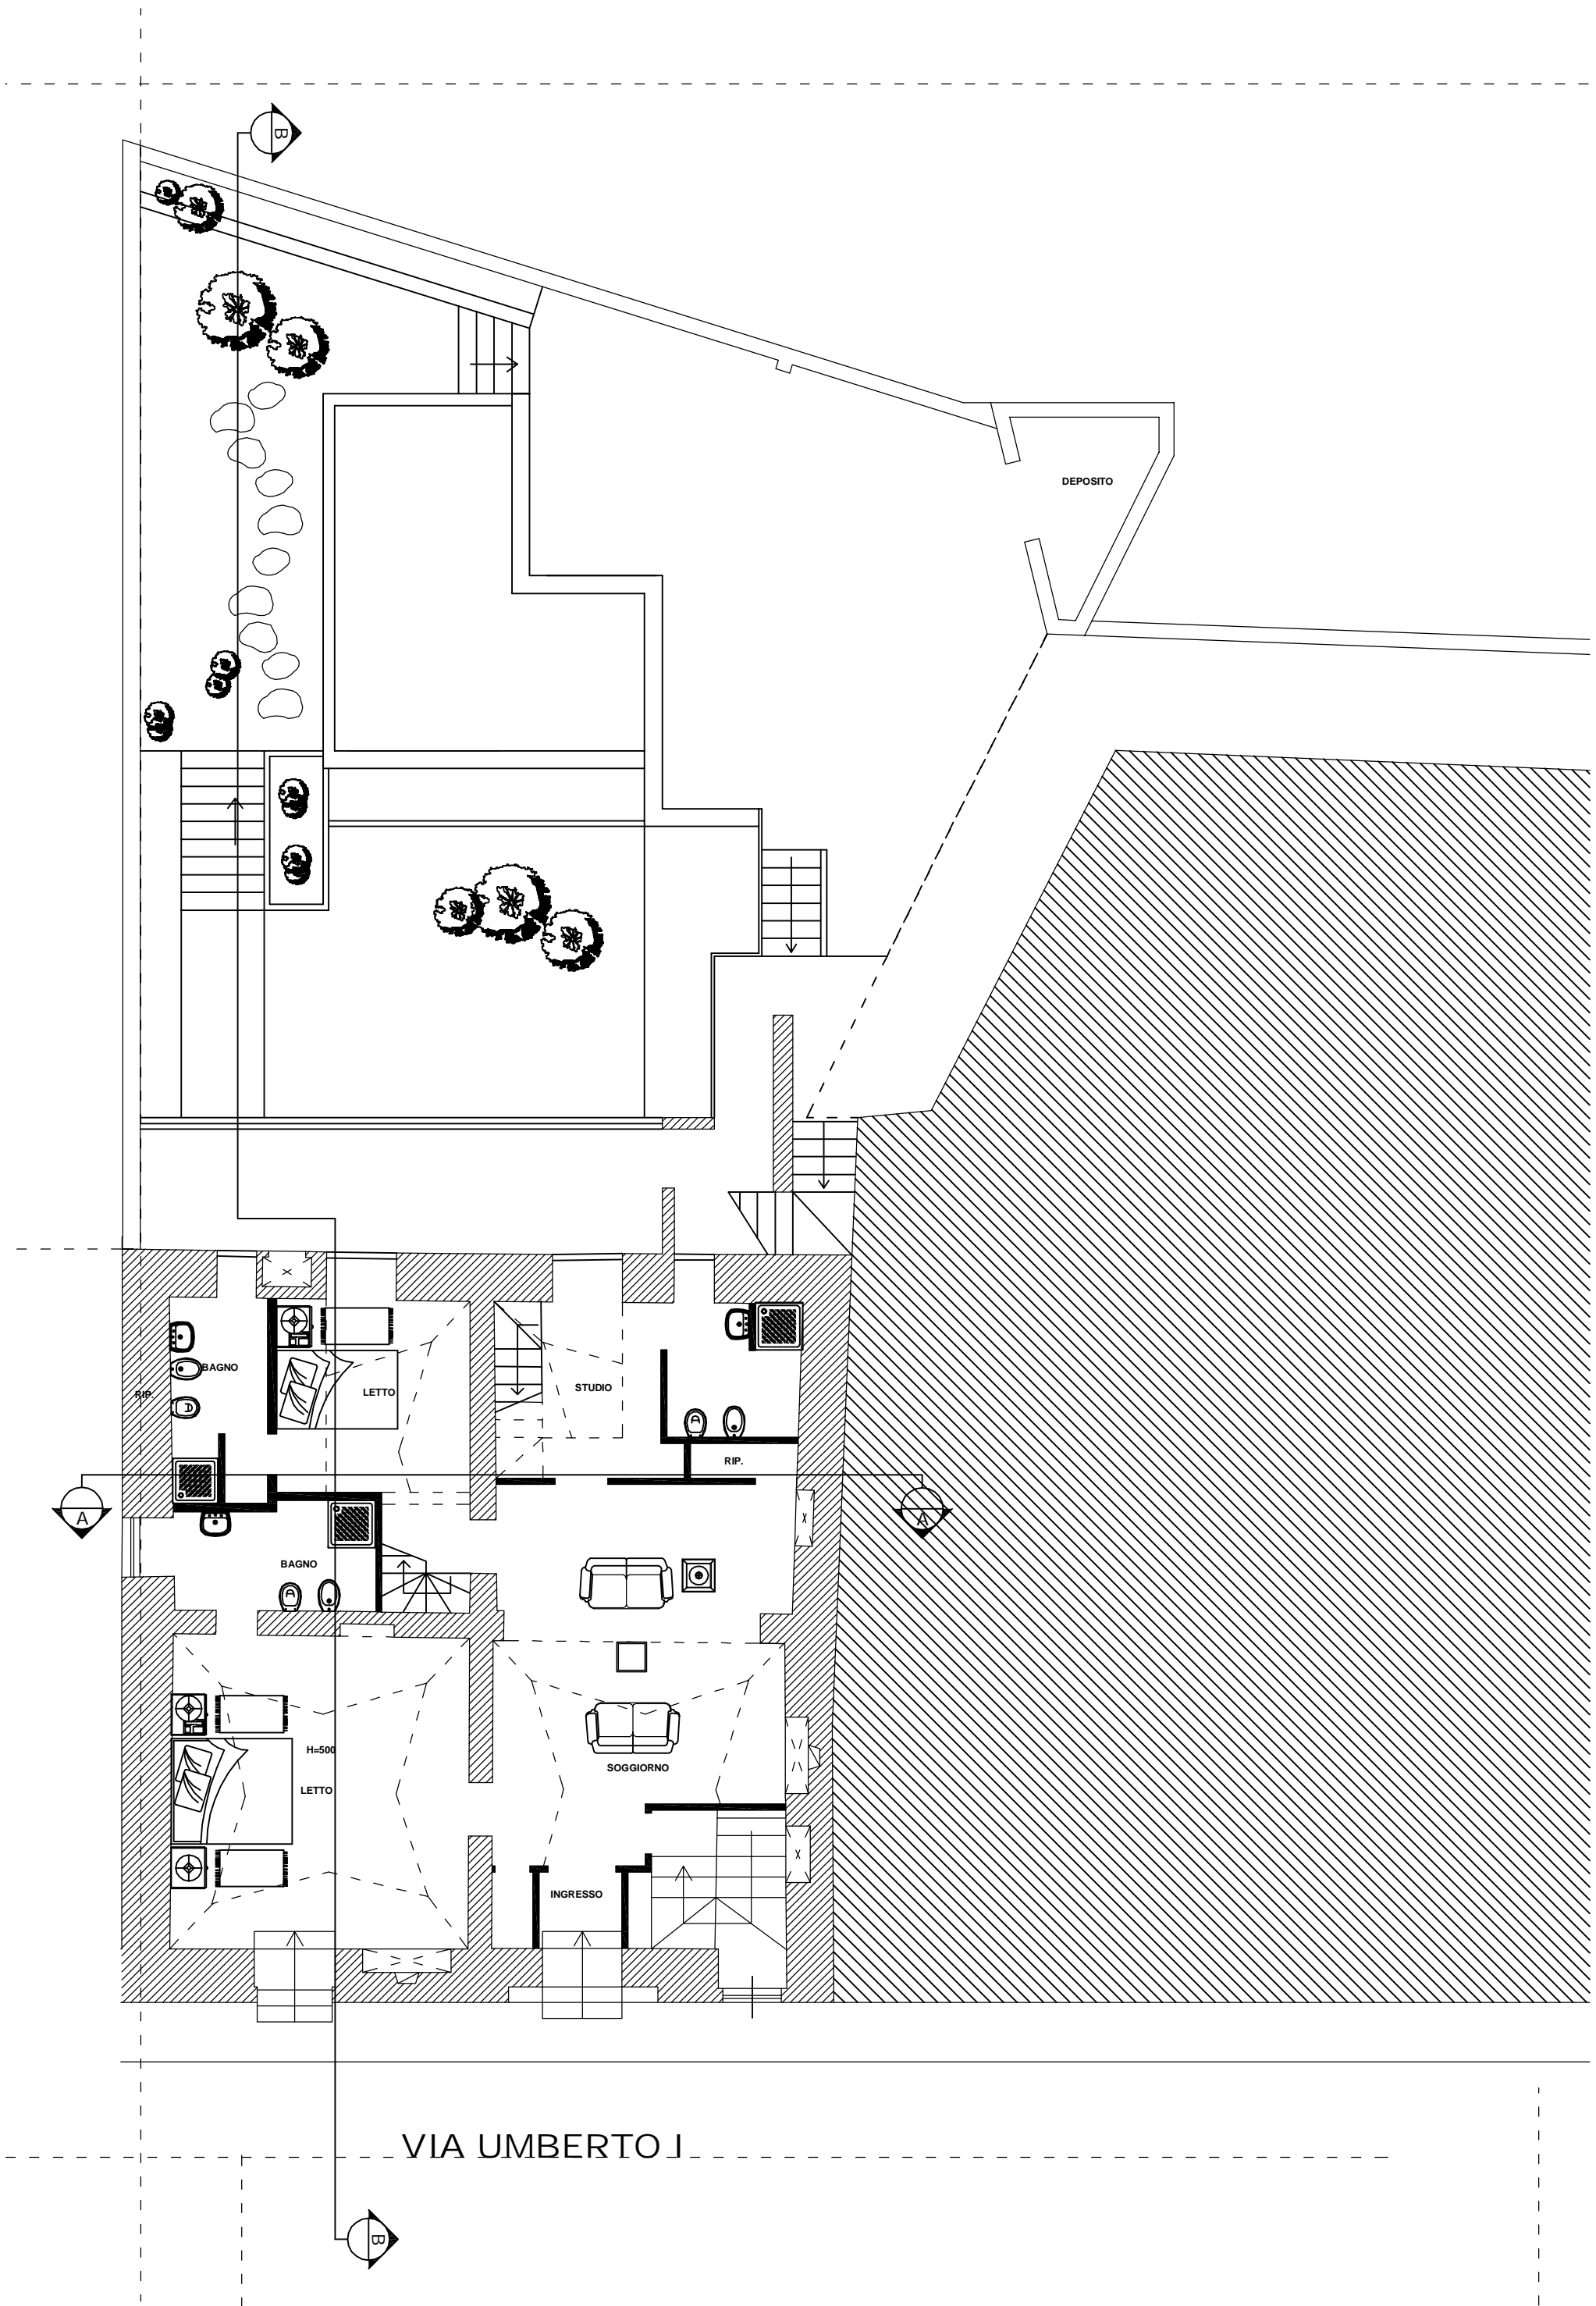 B
DEPOSITO
BAGNO
RIP.
LETTO
STUDIO
RIP.
A
A
BAGNO
H=500
LETTO
SOGGIORNO
INGRESSO
VIA UMBERTO I
B